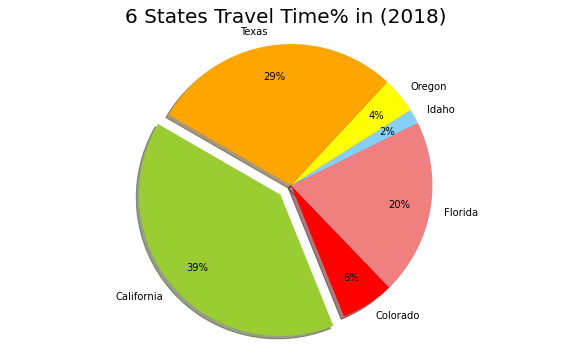 6 States Travel Time% in (2018)
Texas
29%
Oregon
4%
Idaho
2%
20%
Florida
39%
6%
California
Colorado